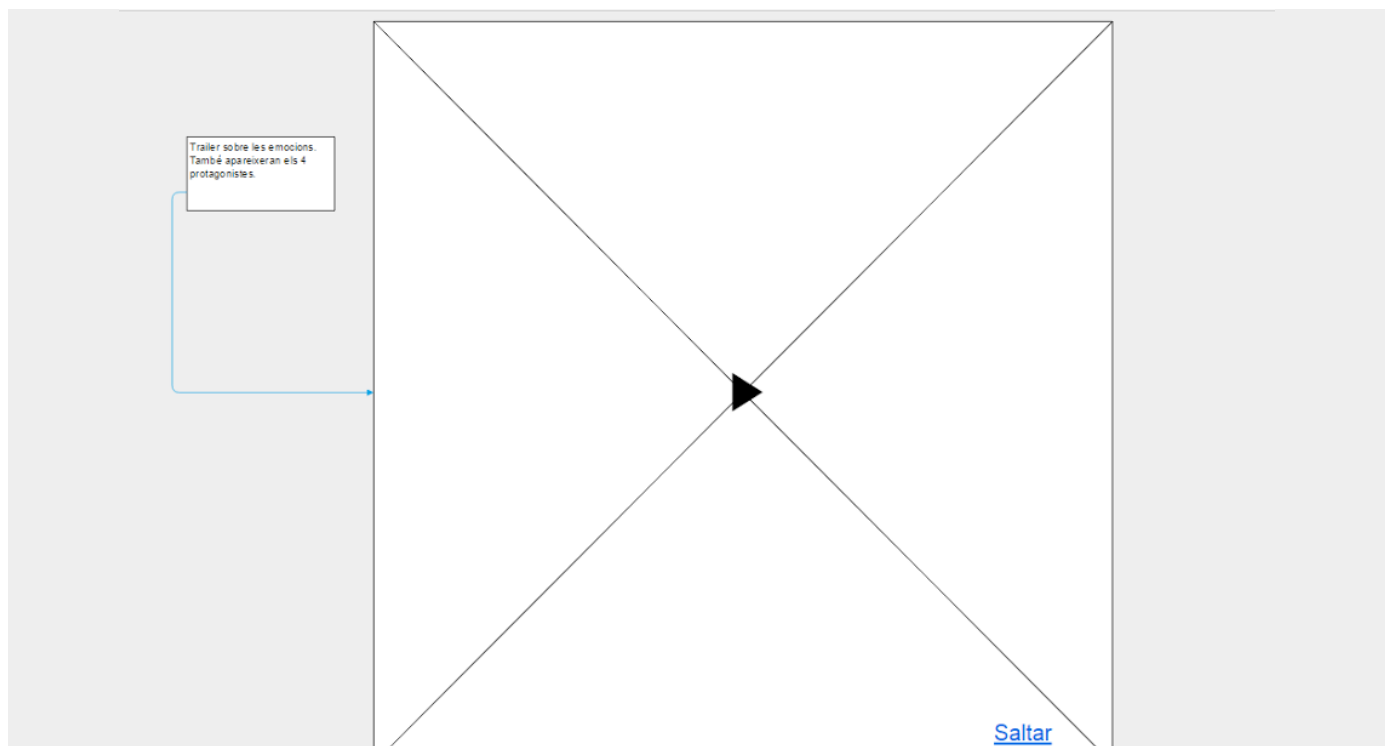 Trailer sobre les emocions.
També apareixeran els 4
protagonistes.
Saltar